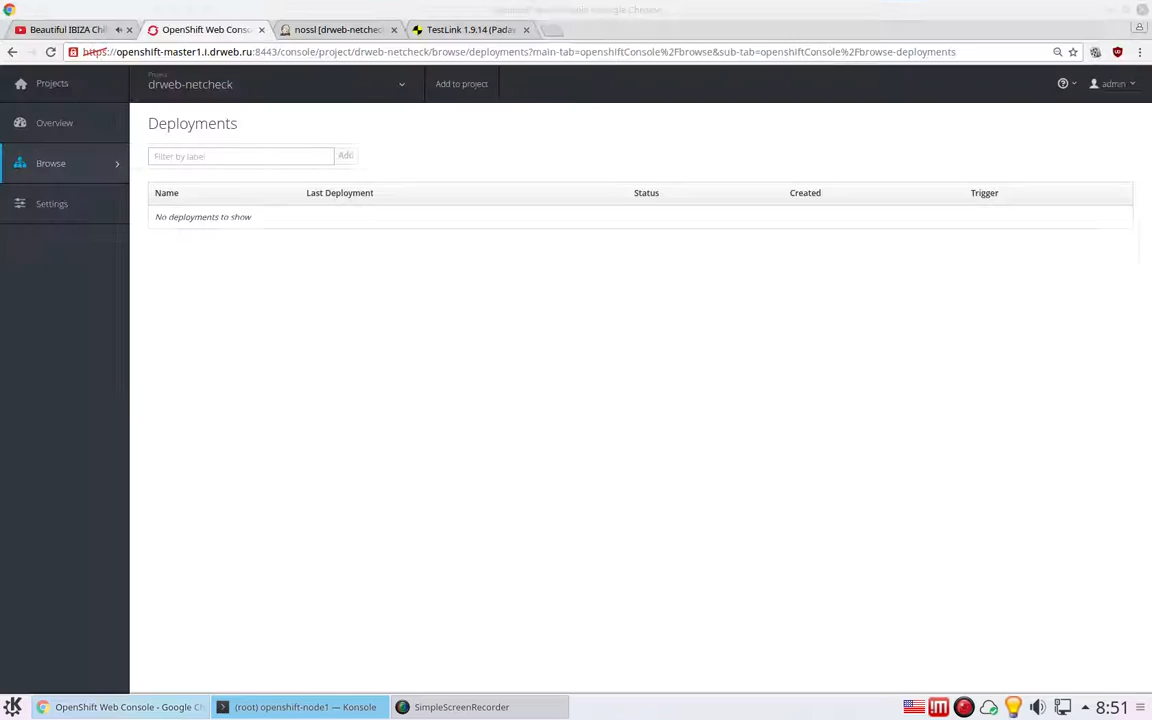 Beautiful IBIZA Chil
OpenShift Web Conso
nossl [drweb-netchec
TestLink 1.9.14 (Paday
https://openshift-master1.i.drweb.ru:8443/console/project/drweb-netcheck/browse/deployments?main-tab=openshiftConsole%2Fbrowse&sub-tab=openshiftConsole%2Fbrowse-deployments
Projects
Project
drweb-netcheck
Add to project
admin
Overview
Browse
Settings
Deployments
Filter by label
Add
Name Last Deployment Status Created Trigger
No deployments to show
OpenShift Web Console - Google Ch
(root) openshift-node1 — Konsole
SimpleScreenRecorder
8:51